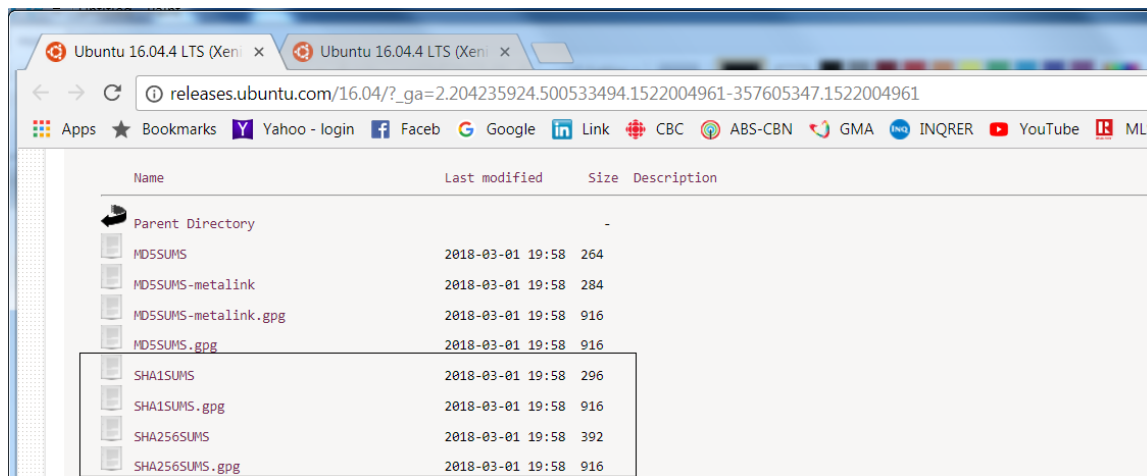 Ubuntu 16.04.4 LTS (Xeni
Ubuntu 16.04.4 LTS (Xeni
releases.ubuntu.com/16.04/?_ga=2.204235924.500533494.1522004961-357605347.1522004961
Apps Bookmarks Yahoo - login Faceb Google Link CBC ABS-CBN GMA INQRER YouTube ML
Name Last modified Size Description
Parent Directory -
MD5SUMS 2018-03-01 19:58 264
MD5SUMS-metalink 2018-03-01 19:58 284
MD5SUMS-metalink.gpg 2018-03-01 19:58 916
MD5SUMS.gpg 2018-03-01 19:58 916
SHA1SUMS 2018-03-01 19:58 296
SHA1SUMS.gpg 2018-03-01 19:58 916
SHA256SUMS 2018-03-01 19:58 392
SHA256SUMS.gpg 2018-03-01 19:58 916